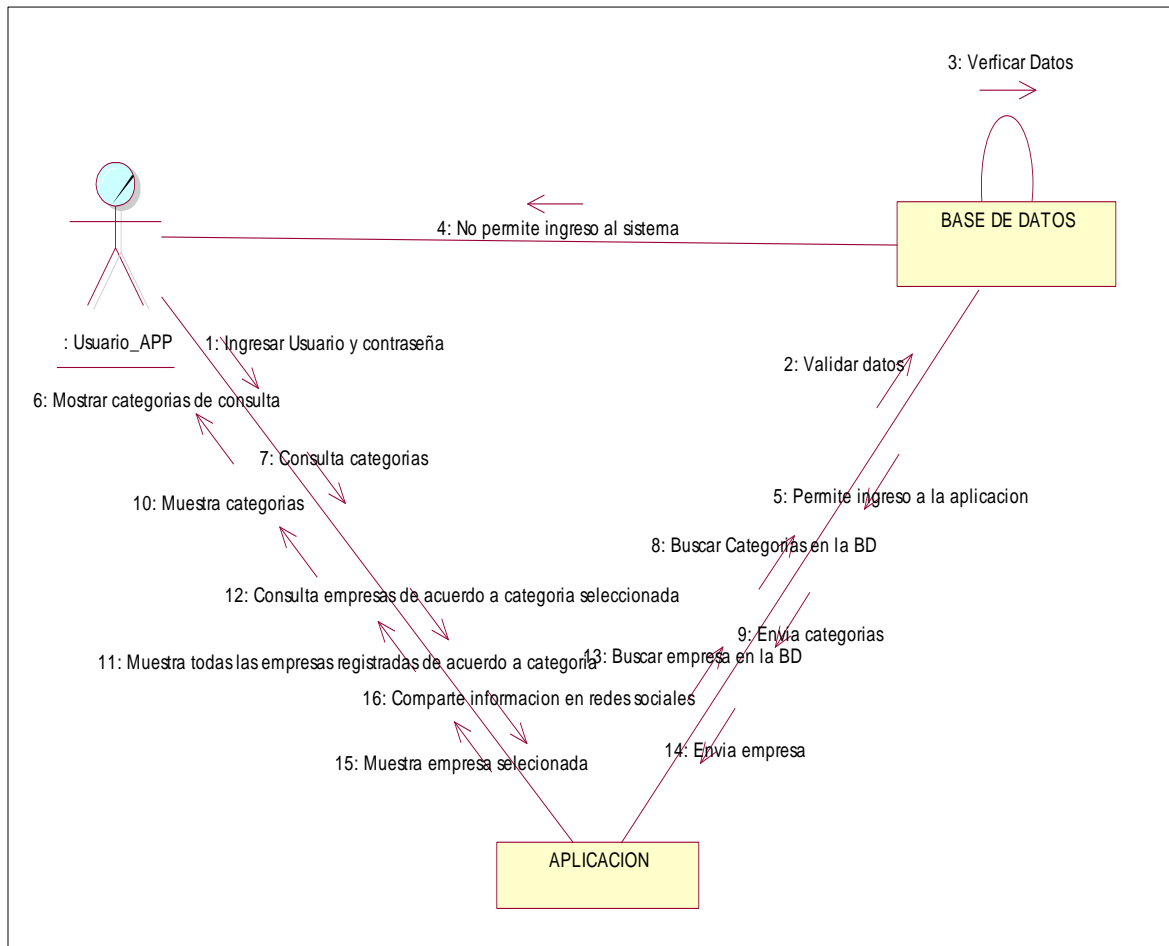 3: Verficar Datos
4: No permite ingreso al sistema
BASE DE DATOS
: Usuario_APP
1: Ingresar Usuario y contraseña
2: Validar datos
6: Mostrar categorias de consulta
7: Consulta categorias
5: Permite ingreso a la aplicacion
10: Muestra categorias
8: Buscar Categorias en la BD
12: Consulta empresas de acuerdo a categoria seleccionada
9: Envia categorias
11: Muestra todas las empresas registradas de acuerdo a categoria
13: Buscar empresa en la BD
16: Comparte informacion en redes sociales
14: Envia empresa
15: Muestra empresa selecionada
APLICACION